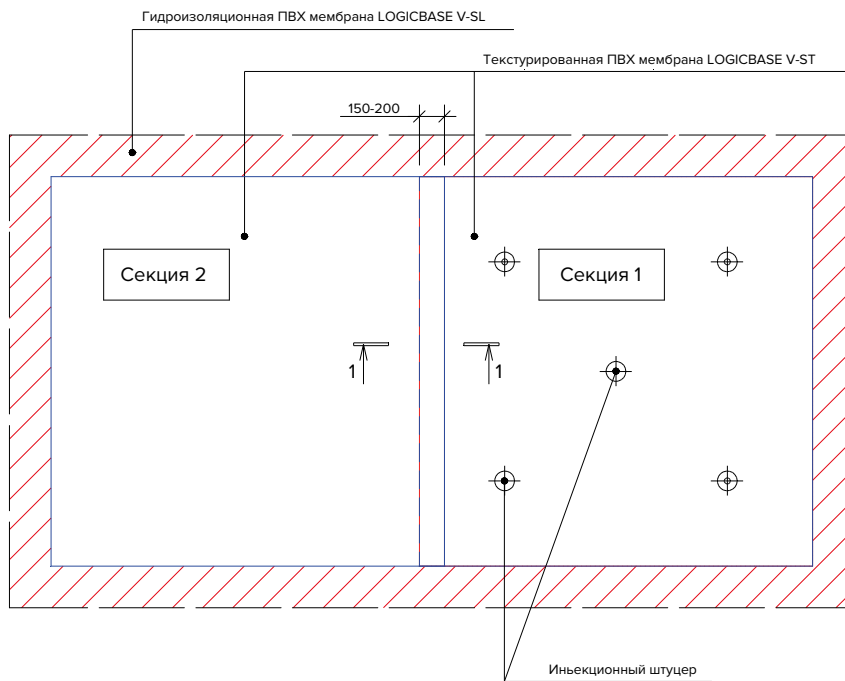 Гидроизоляционная ПВХ мембрана LOGICBASE V-SL
Текстурированная ПВХ мембрана LOGICBASE V-ST
150-200
Секция 2
Секция 1
1
1
Иньекционный штуцер